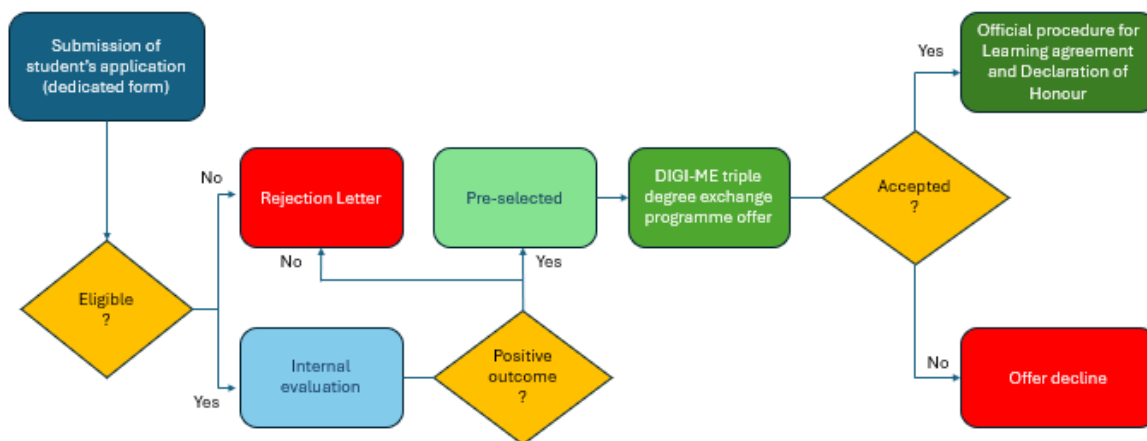 Submission of
student's application
(dedicated form)
Official procedure for
Learning agreement
and Declaration of
Honour
Yes
No
Rejection Letter
Pre-selected
DIGI-ME triple
degree exchange
programme offer
Accepted
?
No
Yes
Eligible
?
Internal
evaluation
Positive
outcome
?
Yes
No
Offer decline